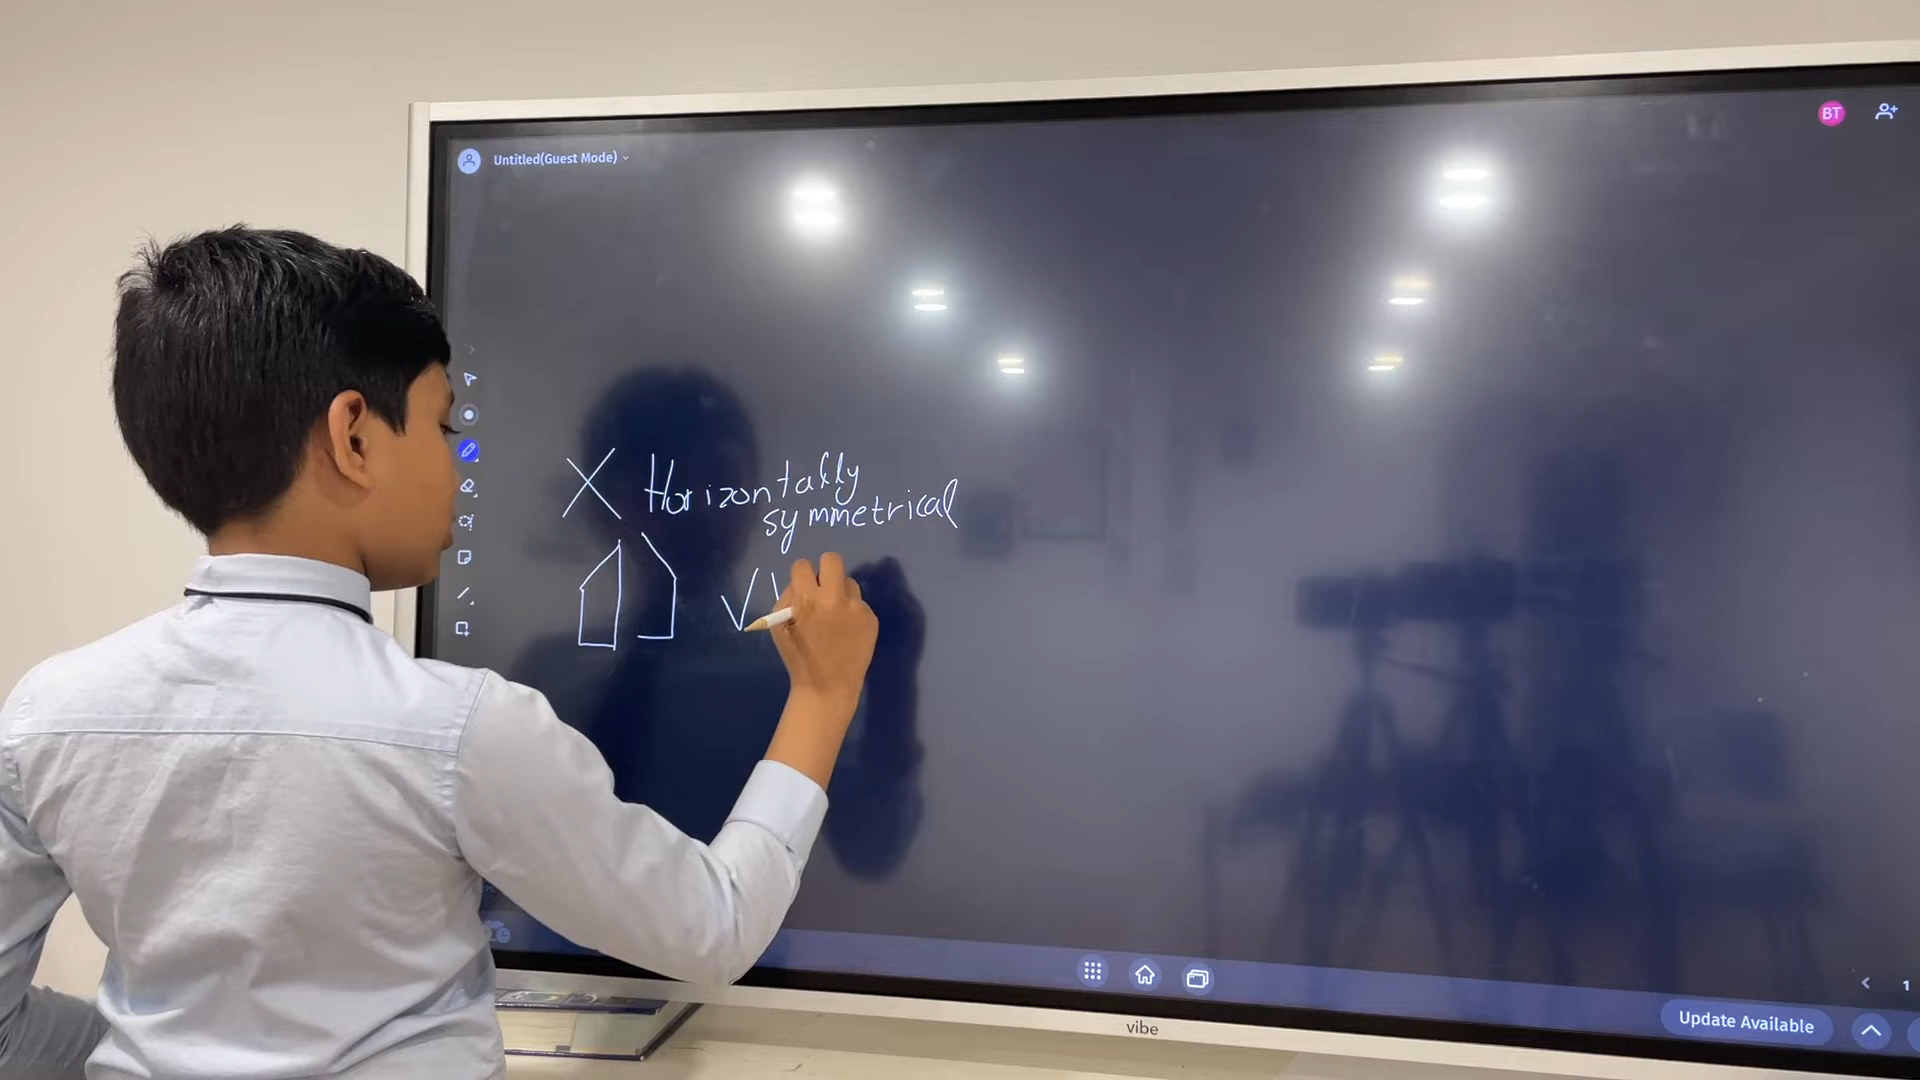 BT
Untitled(Guest Mode)
X Horizontally
symmetrical
1
Update Available
vibe